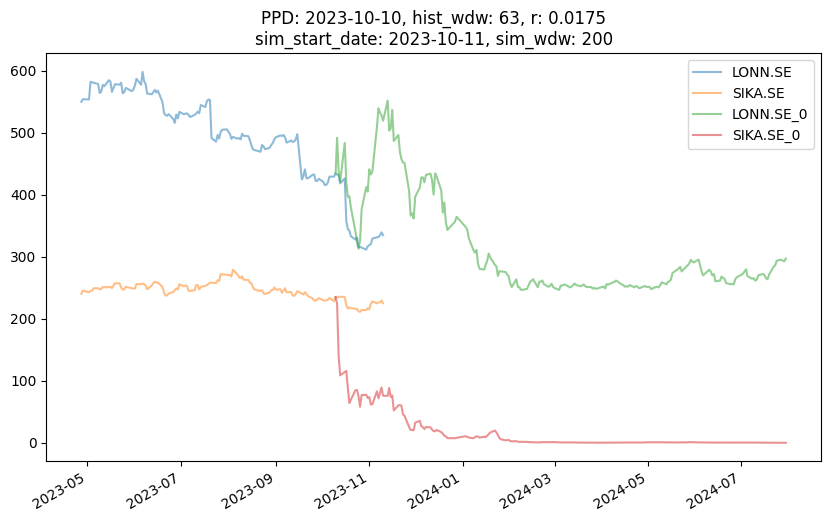 PPD: 2023-10-10, hist_wdw: 63, r: 0.0175
sim_start_date: 2023-10-11, sim_wdw: 200
LONN.SE
SIKA.SE
LONN.SE_0
SIKA.SE_0
600
500
400
300
200
100
0
2023-05
2023-07
2023-09
2023-11
2024-01
2024-03
2024-05
2024-07